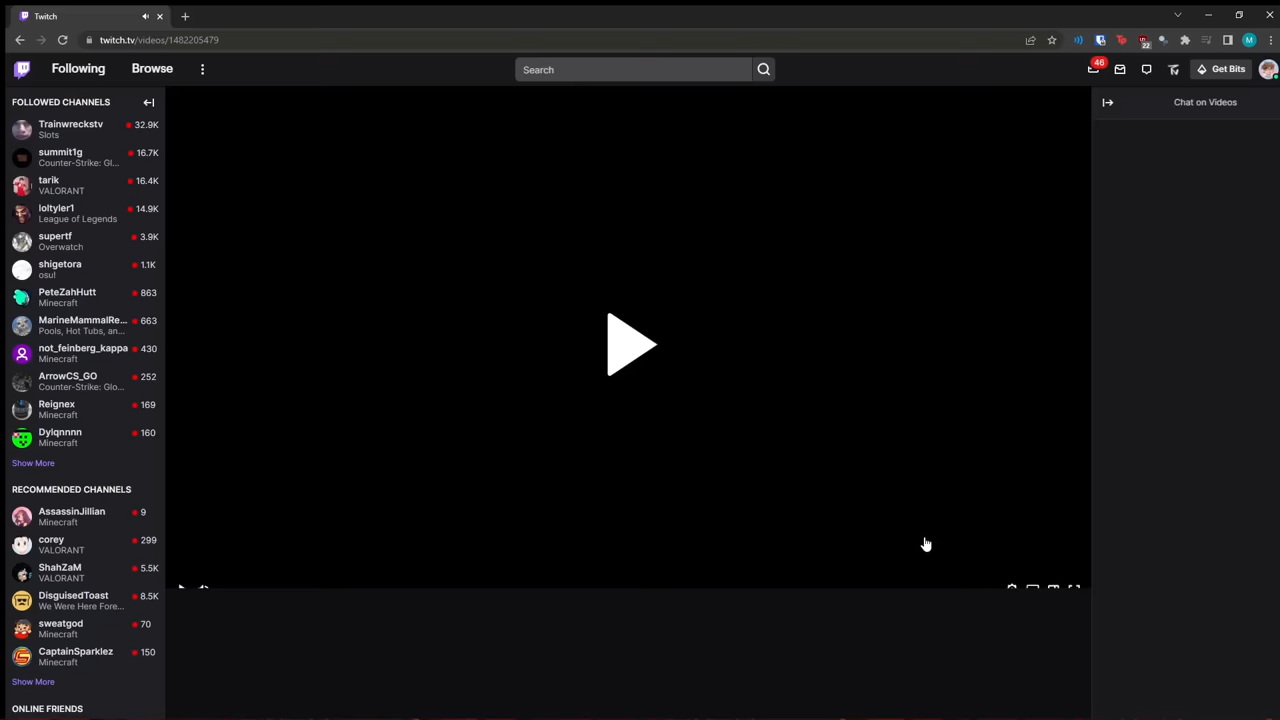 Twitch
twitch.tv/videos/1482205479
22
M
Following
Browse
Search
46
Get Bits
FOLLOWED CHANNELS
Trainwreckstv 32.9K
Slots
summit1g 16.7K
Counter-Strike: Gl...
tarik 16.4K
VALORANT
loltyler1 14.9K
League of Legends
supertf 3.9K
Overwatch
shigetora 1.1K
osu!
PeteZahHutt 863
Minecraft
MarineMammalRe... 663
Pools, Hot Tubs, an...
not_feinberg_kappa 430
Minecraft
ArrowCS_GO 252
Counter-Strike: Glo...
Reignex 169
Minecraft
Dylqnnnn 160
Minecraft
Show More
RECOMMENDED CHANNELS
AssassinJillian 9
Minecraft
corey 299
VALORANT
ShahZaM 5.5K
VALORANT
DisguisedToast 8.5K
We Were Here Fore...
sweatgod 70
Minecraft
CaptainSparklez 150
Minecraft
Show More
ONLINE FRIENDS
Chat on Videos